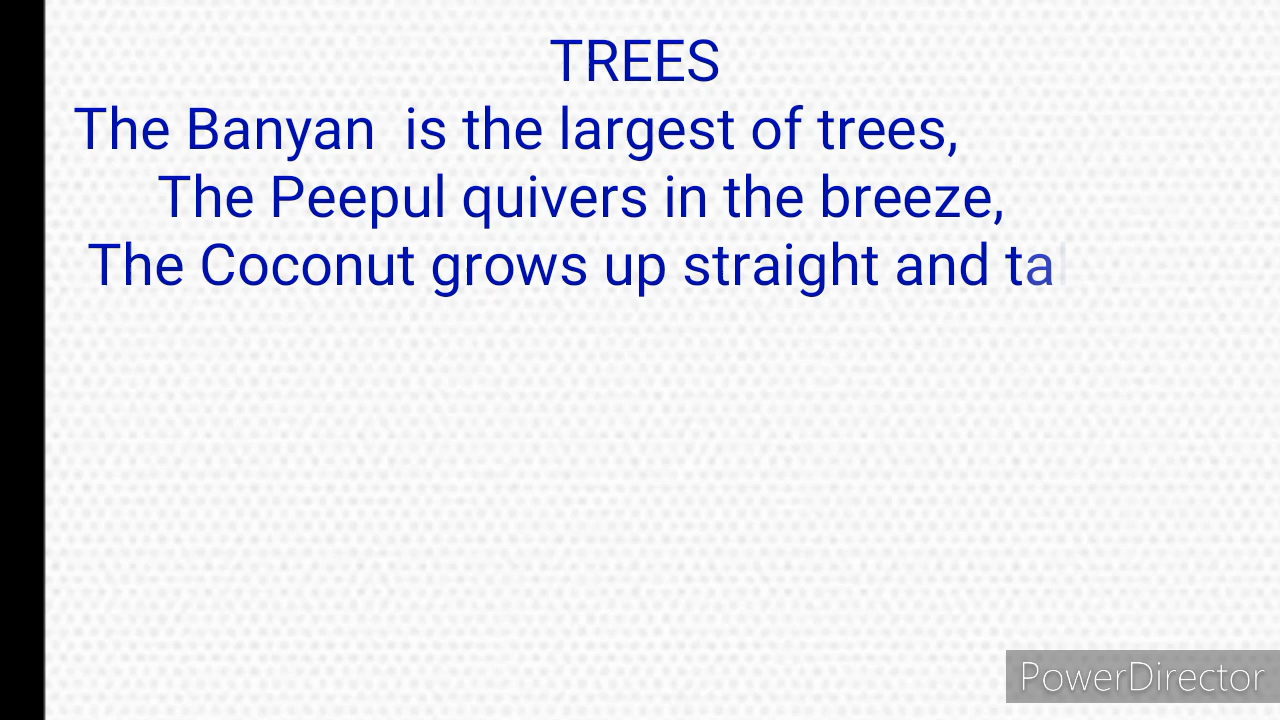 TREES
The Banyan is the largest of trees,
The Peepul quivers in the breeze,
The Coconut grows up straight and tal
PowerDirector